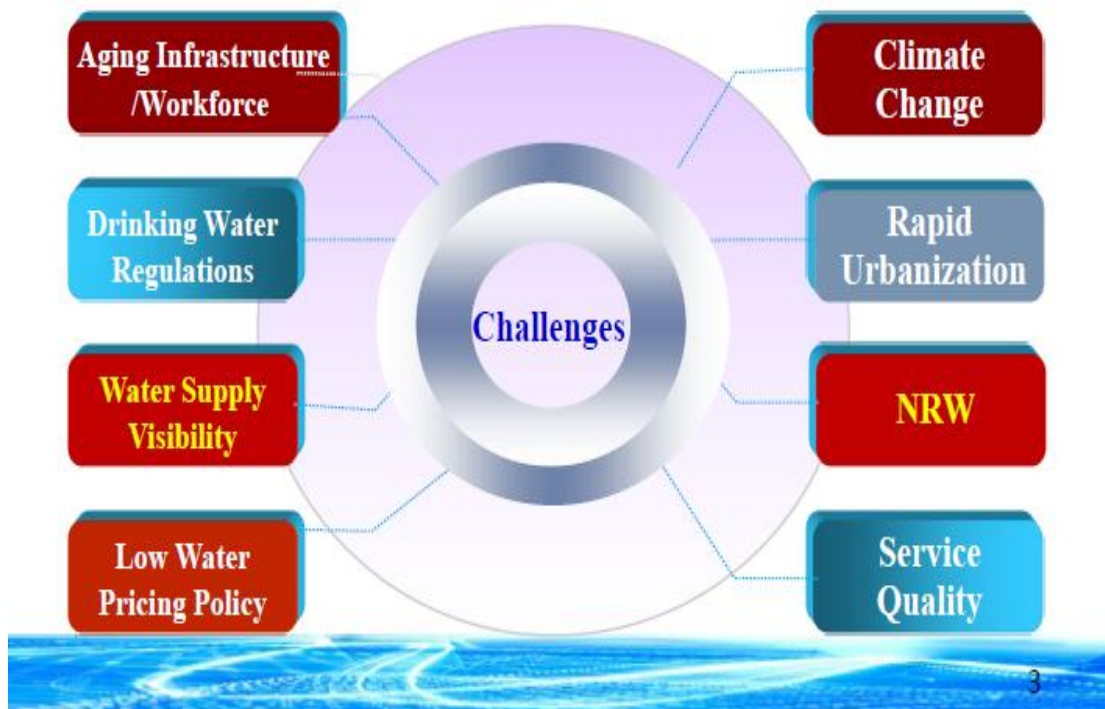 Aging Infrastructure
/Workforce
Climate
Change
Drinking Water
Regulations
Rapid
Urbanization
Challenges
Water Supply
Visibility
NRW
Low Water
Pricing Policy
Service
Quality
3